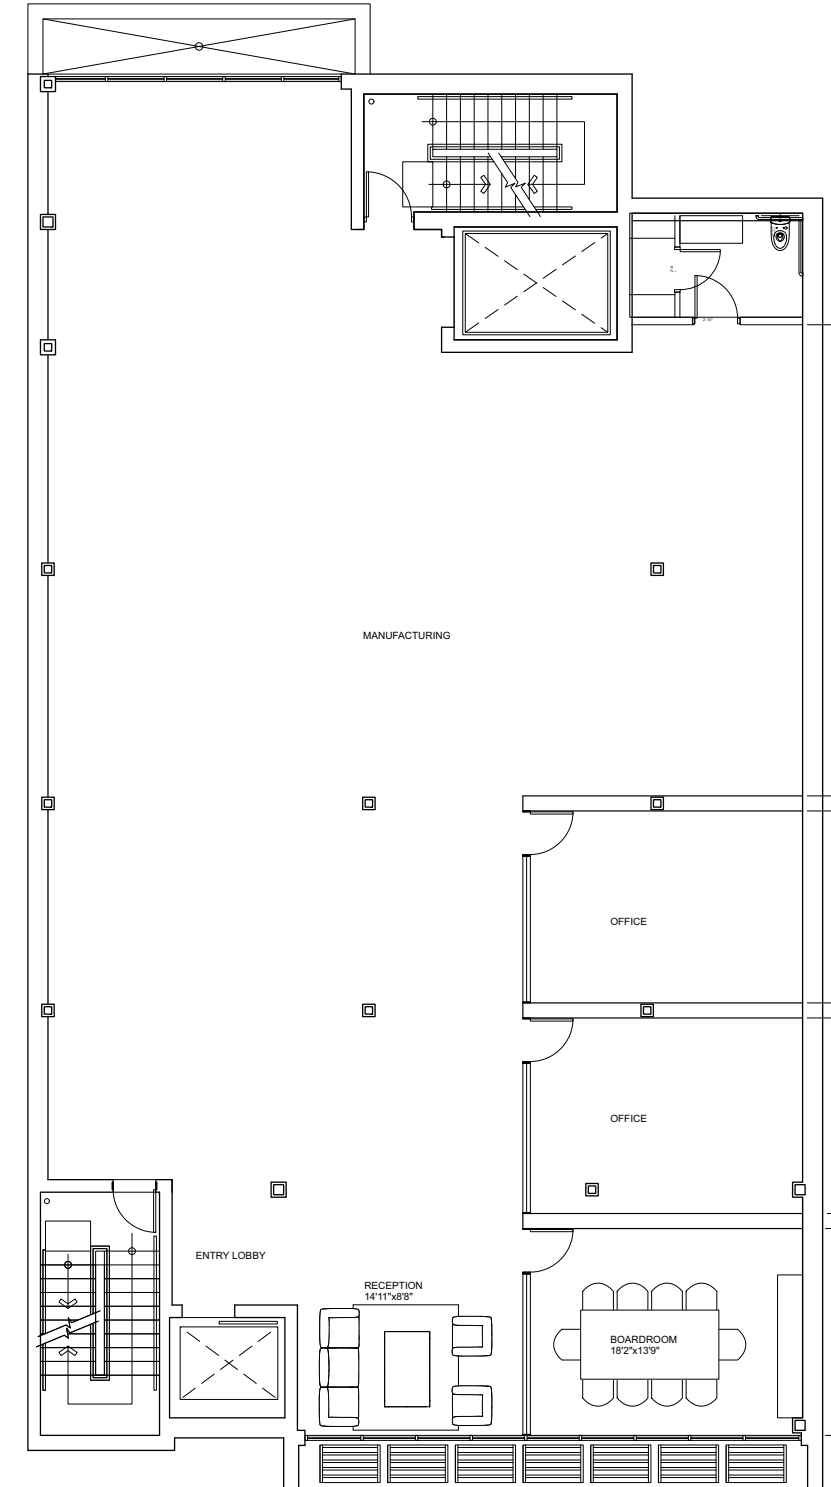 MANUFACTURING
OFFICE
OFFICE
ENTRY LOBBY
RECEPTION
14'11"x8'8"
BOARDROOM
18'2"x13'9"